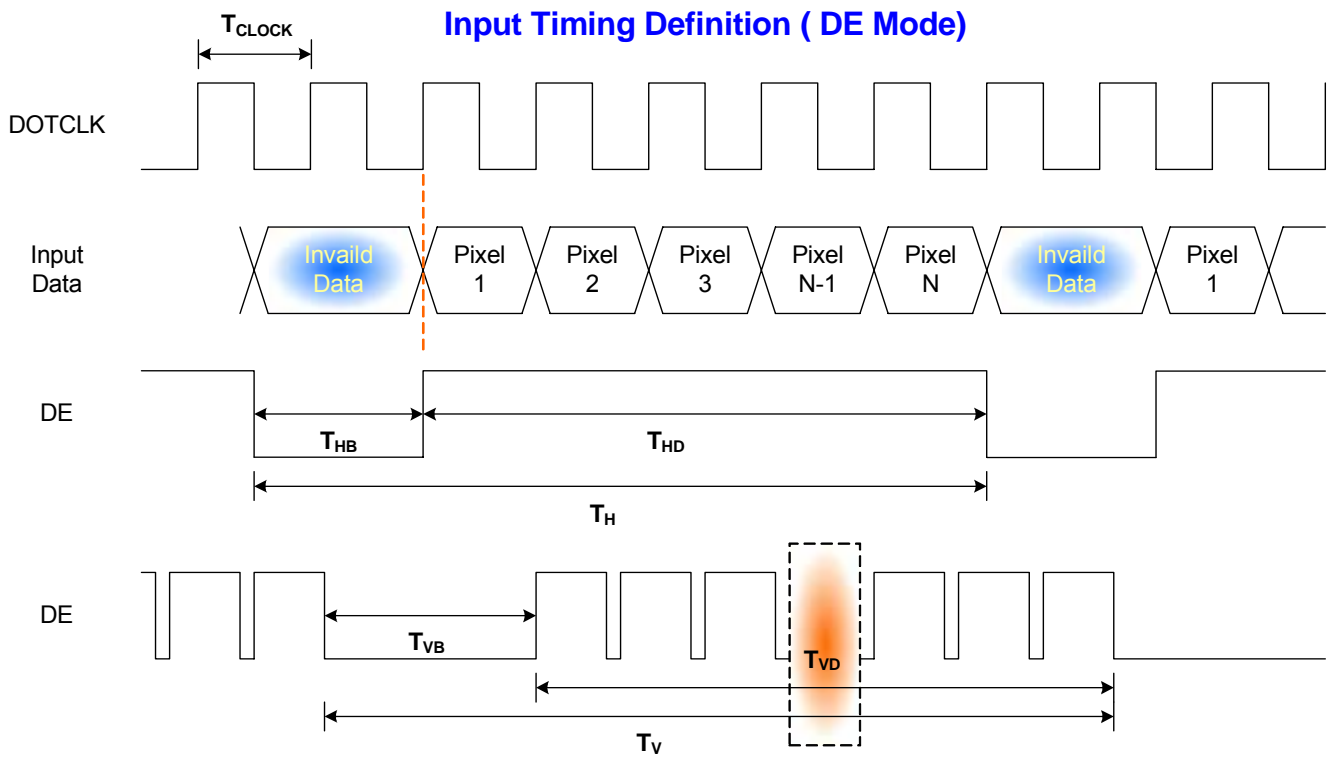 Input Timing Definition ( DE Mode)
TCLOCK
DOTCLK
Input
Data
Invaild
Data
Pixel
1
Pixel
2
Pixel
3
Pixel
N-1
Pixel
N
Invaild
Data
Pixel
1
DE
THB
THD
TH
DE
TVB
TVD
TV